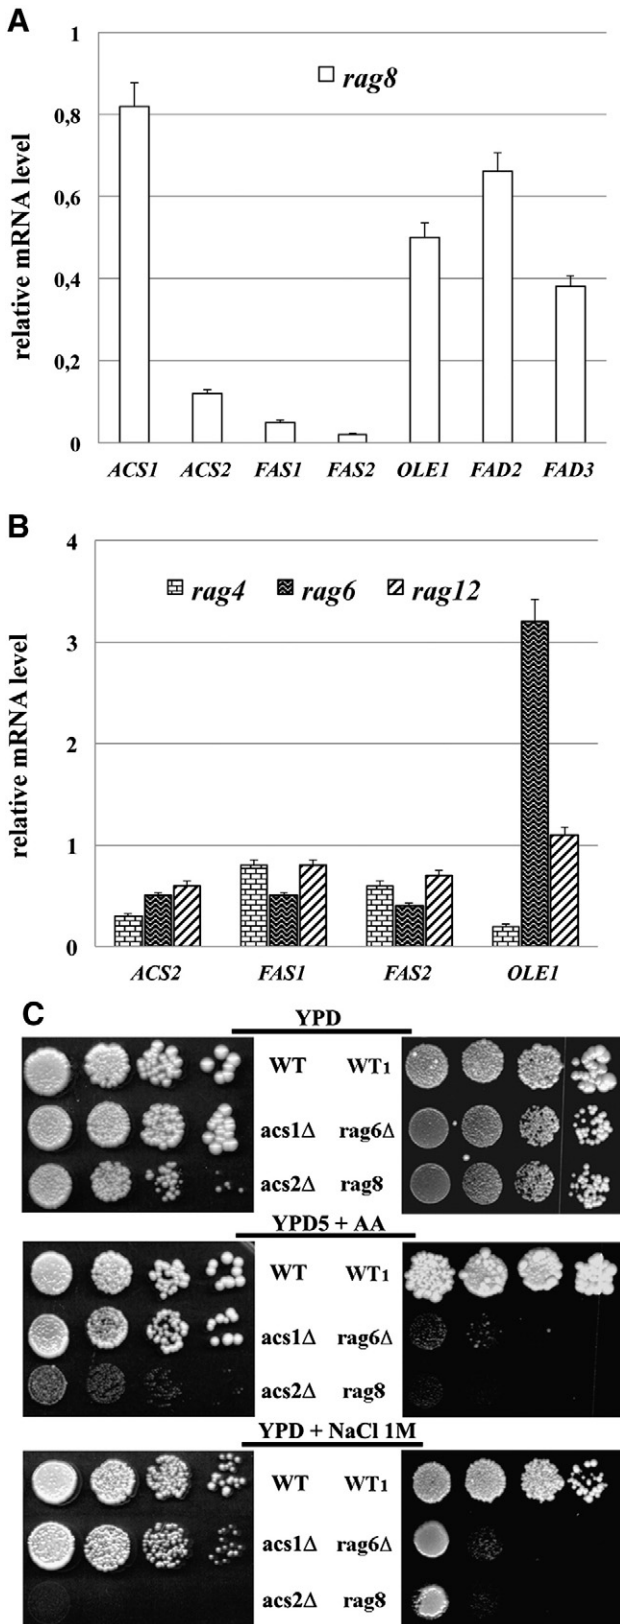 A
1
rag8
0,8
0,6
0,4
0,2
0
relative mRNA level
ACS1 ACS2 FAS1 FAS2 OLE1 FAD2 FAD3
B
4
rag4 rag6 rag12
3
2
1
0
relative mRNA level
ACS2 FAS1 FAS2 OLE1
C
YPD
WT WT1
acs1Δ rag6Δ
acs2Δ rag8
YPD5 + AA
WT WT1
acs1Δ rag6Δ
acs2Δ rag8
YPD + NaCl 1M
WT WT1
acs1Δ rag6Δ
acs2Δ rag8